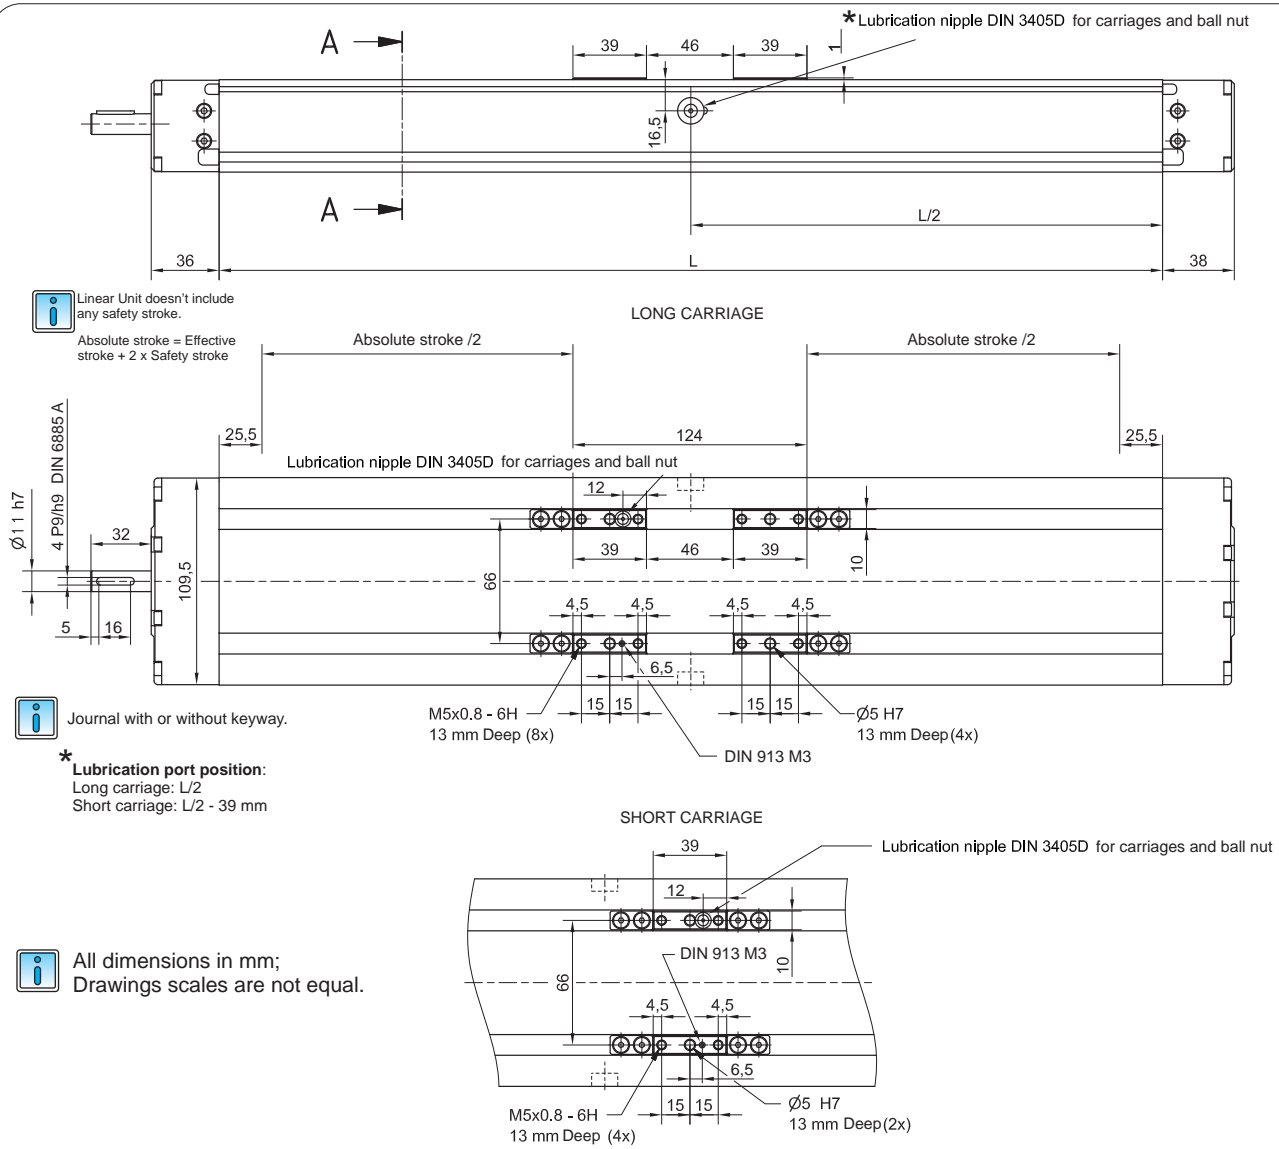 * Lubrication nipple DIN 3405D for carriages and ball nut
A
39
46
39
1
16,5
A
L/2
36
L
38
Linear Unit doesn't include
any safety stroke.
Absolute stroke = Effective
stroke + 2 x Safety stroke
LONG CARRIAGE
Absolute stroke /2
Absolute stroke /2
25,5
124
25,5
Lubrication nipple DIN 3405D for carriages and ball nut
Ø11 h7
4 P9/h9 DIN 6885 A
12
32
39
46
39
10
109,5
66
4,5
4,5
4,5
4,5
5
16
6,5
15
15
15
15
M5x0.8 - 6H
13 mm Deep (8x)
Ø5 H7
13 mm Deep(4x)
DIN 913 M3
Journal with or without keyway.
* Lubrication port position:
Long carriage: L/2
Short carriage: L/2 - 39 mm
SHORT CARRIAGE
39
Lubrication nipple DIN 3405D for carriages and ball nut
12
DIN 913 M3
10
66
4,5
4,5
6,5
15
15
M5x0.8 - 6H
13 mm Deep (4x)
Ø5 H7
13 mm Deep(2x)
All dimensions in mm;
Drawings scales are not equal.